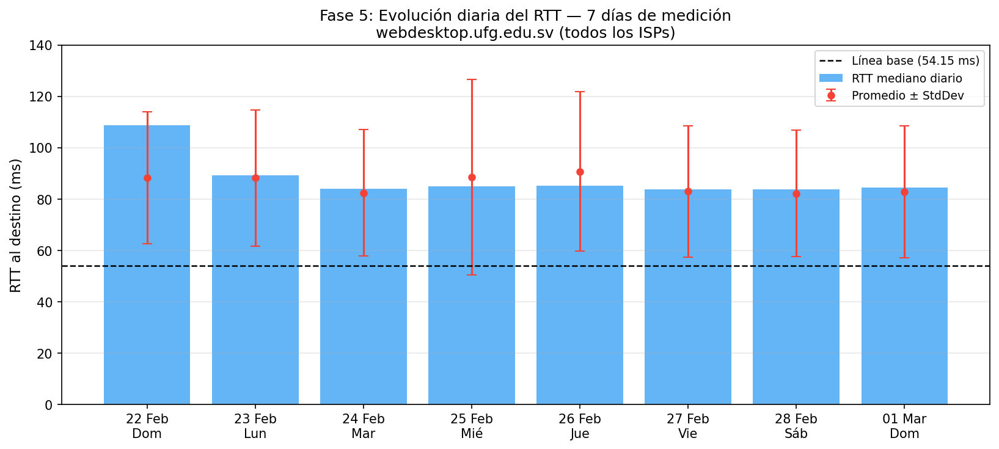 Fase 5: Evolución diaria del RTT — 7 días de medición
webdesktop.ufg.edu.sv (todos los ISPs)
Línea base (54.15 ms)
RTT mediano diario
Promedio ± StdDev
RTT al destino (ms)
140
120
100
80
60
40
20
0
22 Feb
Dom
23 Feb
Lun
24 Feb
Mar
25 Feb
Mié
26 Feb
Jue
27 Feb
Vie
28 Feb
Sáb
01 Mar
Dom